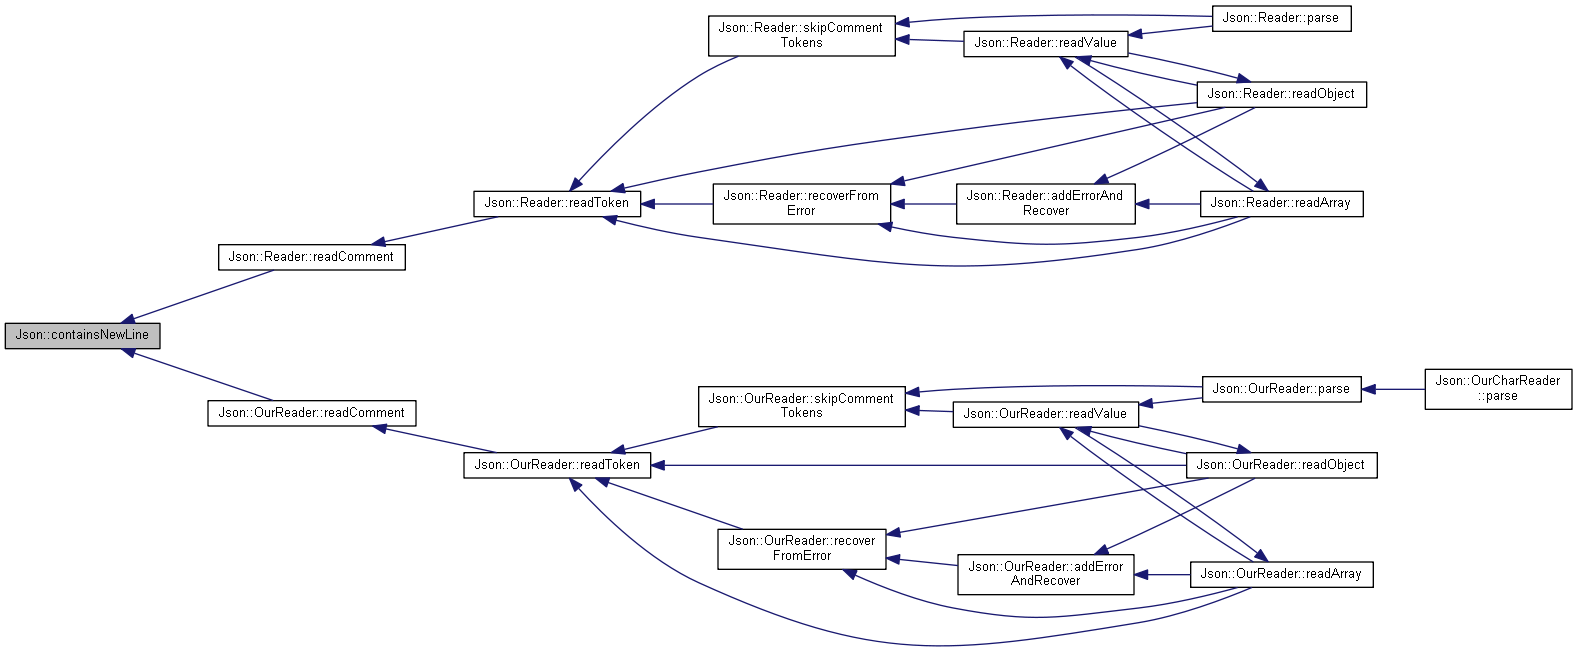 Json::Reader::skipComment
Tokens
Json::Reader::parse
Json::Reader::readValue
Json::Reader::readObject
Json::Reader::readToken
Json::Reader::recoverFrom
Error
Json::Reader::addErrorAnd
Recover
Json::Reader::readArray
Json::Reader::readComment
Json::containsNewLine
Json::OurReader::readComment
Json::OurReader::skipComment
Tokens
Json::OurReader::parse
Json::OurCharReader
::parse
Json::OurReader::readValue
Json::OurReader::readToken
Json::OurReader::readObject
Json::OurReader::recover
FromError
Json::OurReader::addError
AndRecover
Json::OurReader::readArray